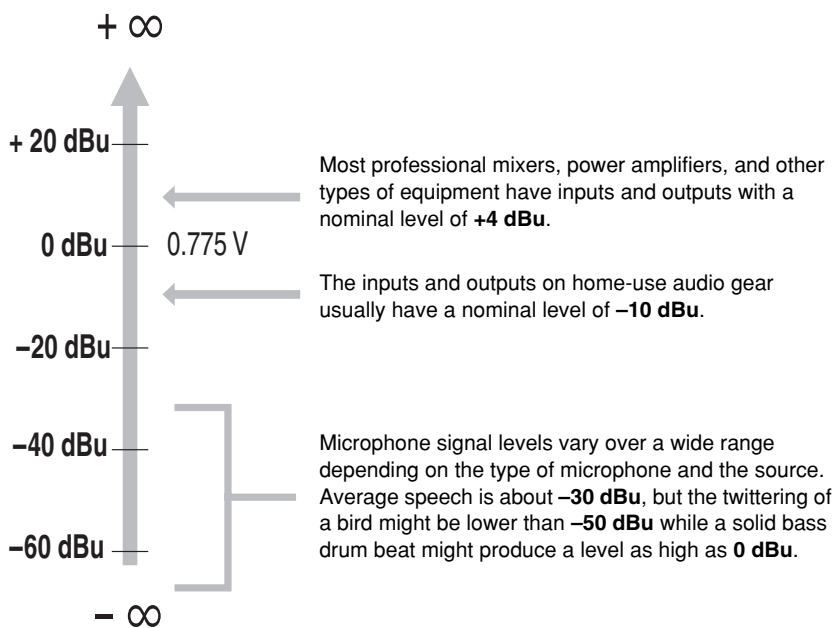 + ∞
+ 20 dBu
Most professional mixers, power amplifiers, and other
types of equipment have inputs and outputs with a
nominal level of +4 dBu.
0 dBu
0.775 V
The inputs and outputs on home-use audio gear
usually have a nominal level of –10 dBu.
–20 dBu
–40 dBu
Microphone signal levels vary over a wide range
depending on the type of microphone and the source.
Average speech is about –30 dBu, but the twittering of
a bird might be lower than –50 dBu while a solid bass
drum beat might produce a level as high as 0 dBu.
–60 dBu
– ∞